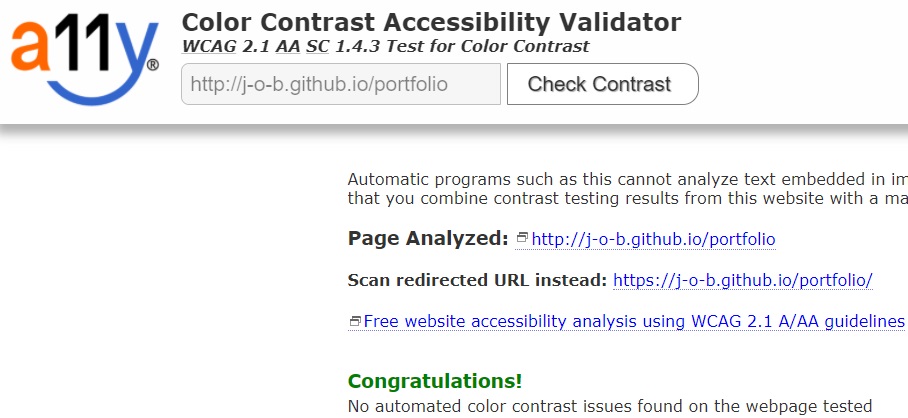 a11y®
Color Contrast Accessibility Validator
WCAG 2.1 AA SC 1.4.3 Test for Color Contrast
http://j-o-b.github.io/portfolio
Check Contrast
Automatic programs such as this cannot analyze text embedded in im
that you combine contrast testing results from this website with a ma
Page Analyzed: http://j-o-b.github.io/portfolio
Scan redirected URL instead: https://j-o-b.github.io/portfolio/
Free website accessibility analysis using WCAG 2.1 A/AA guidelines
Congratulations!
No automated color contrast issues found on the webpage tested